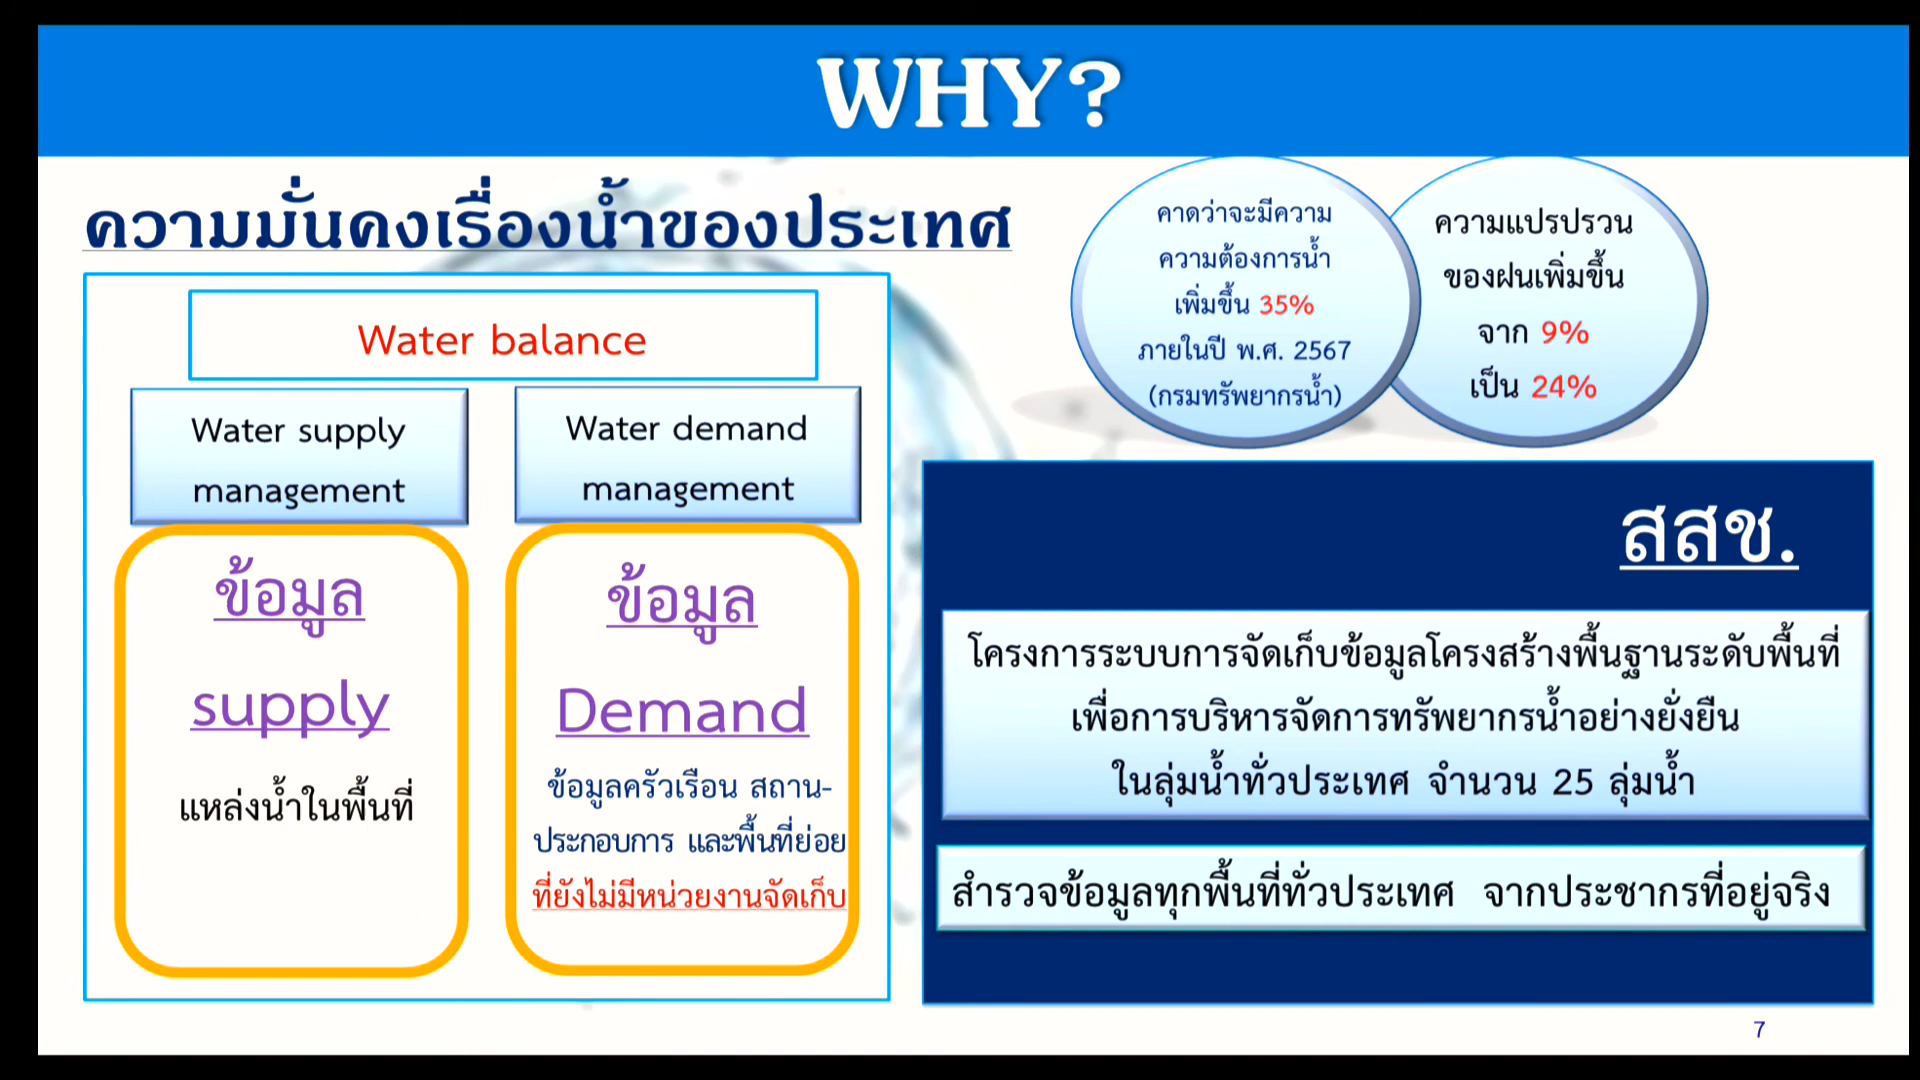 WHY?
ความมั่นคงเรื่องน้ำของประเทศ
Water balance
Water supply
management
ข้อมูล
supply
แหล่งน้ำในพื้นที่
Water demand
management
ข้อมูล
Demand
ข้อมูลครัวเรือน สถาน-
ประกอบการ และพื้นที่ย่อย
ที่ยังไม่มีหน่วยงานจัดเก็บ
คาดว่าจะมีความ
ความต้องการน้ำ
เพิ่มขึ้น 35%
ภายในปี พ.ศ. 2567
(กรมทรัพยากรน้ำ)
ความแปรปรวน
ของฝนเพิ่มขึ้น
จาก 9%
เป็น 24%
สสช.
โครงการระบบการจัดเก็บข้อมูลโครงสร้างพื้นฐานระดับพื้นที่
เพื่อการบริหารจัดการทรัพยากรน้ำอย่างยั่งยืน
ในลุ่มน้ำทั่วประเทศ จำนวน 25 ลุ่มน้ำ
สำรวจข้อมูลทุกพื้นที่ทั่วประเทศ จากประชากรที่อยู่จริง
7